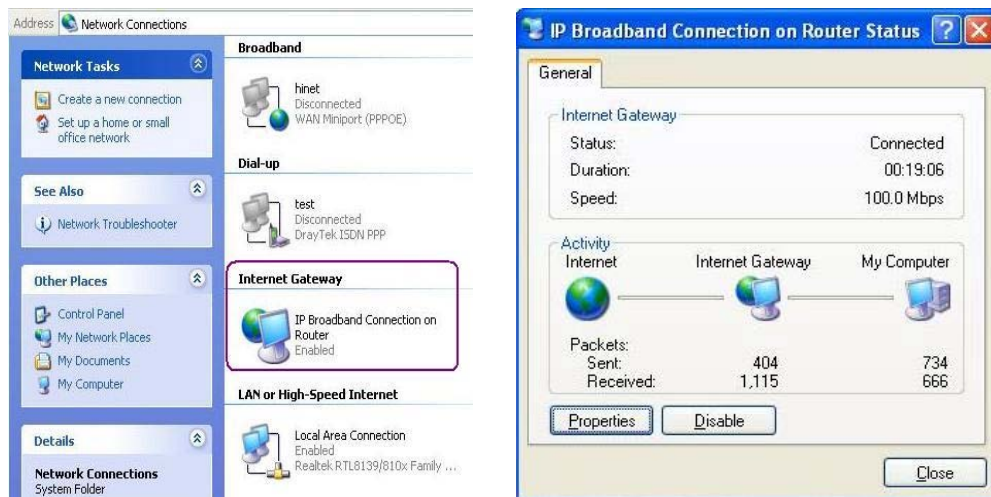 Address Network Connections
Network Tasks
Create a new connection
Set up a home or small
office network
See Also
Network Troubleshooter
Other Places
Control Panel
My Network Places
My Documents
My Computer
Details
Network Connections
System Folder
Broadband
hinet
Disconnected
WAN Miniport (PPPOE)
Dial-up
test
Disconnected
DrayTek ISDN PPP
Internet Gateway
IP Broadband Connection on
Router
Enabled
LAN or High-Speed Internet
Local Area Connection
Enabled
Realtek RTL8139/810x Family ...
IP Broadband Connection on Router Status
General
Internet Gateway
Status: Connected
Duration: 00:19:06
Speed: 100.0 Mbps
Activity
Internet Internet Gateway My Computer
Packets:
Sent: 404 734
Received: 1,115 666
Properties Disable
Close